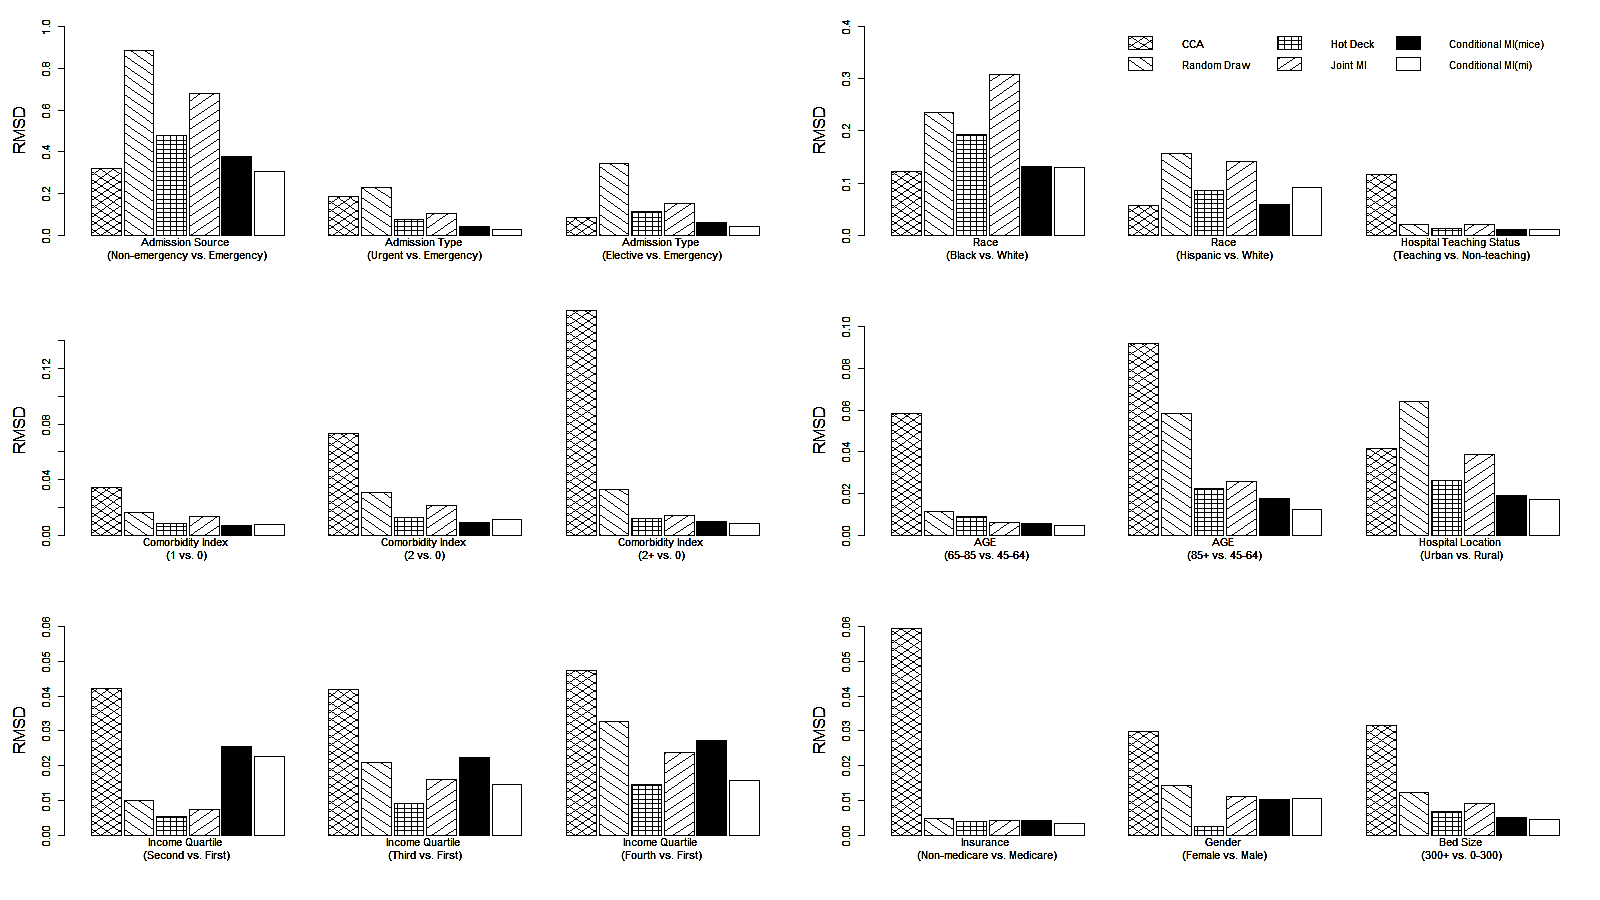 RMSD
0.0 0.2 0.4 0.6 0.8 1.0
Admission Source
(Non-emergency vs. Emergency)
Admission Type
(Urgent vs. Emergency)
Admission Type
(Elective vs. Emergency)
RMSD
0.0 0.1 0.2 0.3 0.4
CCA
Random Draw
Hot Deck
Joint MI
Conditional MI(mice)
Conditional MI(mi)
Race
(Black vs. White)
Race
(Hispanic vs. White)
Hospital Teaching Status
(Teaching vs. Non-teaching)
RMSD
0.00 0.04 0.08 0.12
Comorbidity Index
(1 vs. 0)
Comorbidity Index
(2 vs. 0)
Comorbidity Index
(2+ vs. 0)
RMSD
0.00 0.02 0.04 0.06 0.08 0.10
AGE
(65-85 vs. 45-64)
AGE
(85+ vs. 45-64)
Hospital Location
(Urban vs. Rural)
RMSD
0.00 0.01 0.02 0.03 0.04 0.05 0.06
Income Quartile
(Second vs. First)
Income Quartile
(Third vs. First)
Income Quartile
(Fourth vs. First)
RMSD
0.00 0.01 0.02 0.03 0.04 0.05 0.06
Insurance
(Non-medicare vs. Medicare)
Gender
(Female vs. Male)
Bed Size
(300+ vs. 0-300)